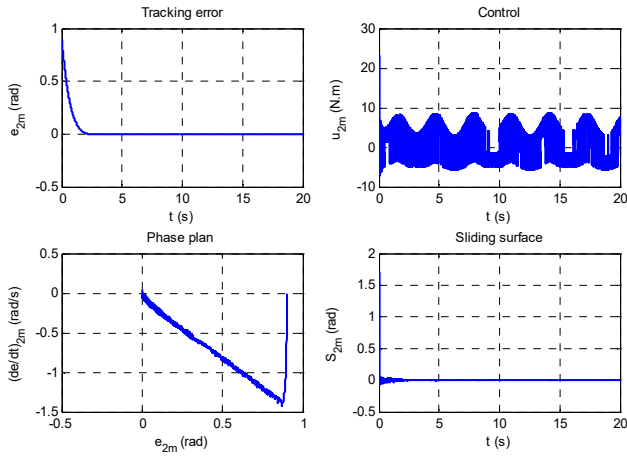 Tracking error
1
0.5
0
-0.5
0 5 10 15 20
e2m (rad)
t (s)
Control
30
20
10
0
-10
0 5 10 15 20
u2m (N.m)
t (s)
Phase plan
0.5
0
-0.5
-1
-1.5
-0.5 0 0.5 1
(de/dt)2m (rad/s)
e2m (rad)
Sliding surface
2
1.5
1
0.5
0
-0.5
0 5 10 15 20
S2m (rad)
t (s)